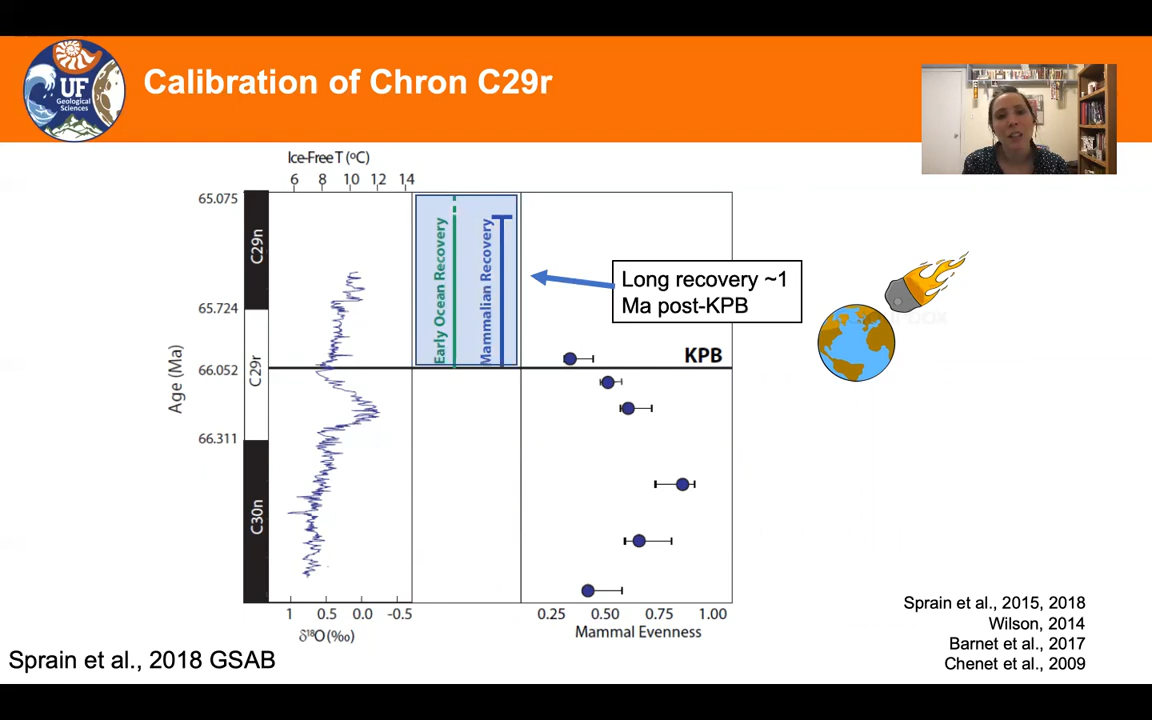 UF
Geological
Sciences
Calibration of Chron C29r
Ice-Free T (ºC)
6 8 10 12 14
65.075
65.724
66.052
66.311
Age (Ma)
C29n
C29r
C30n
Early Ocean Recovery
Mammalian Recovery
Long recovery ~1
Ma post-KPB
KPB
1 0.5 0.0 -0.5
δ¹⁸O (‰)
0.25 0.50 0.75 1.00
Mammal Evenness
Sprain et al., 2015, 2018
Wilson, 2014
Barnet et al., 2017
Chenet et al., 2009
Sprain et al., 2018 GSAB